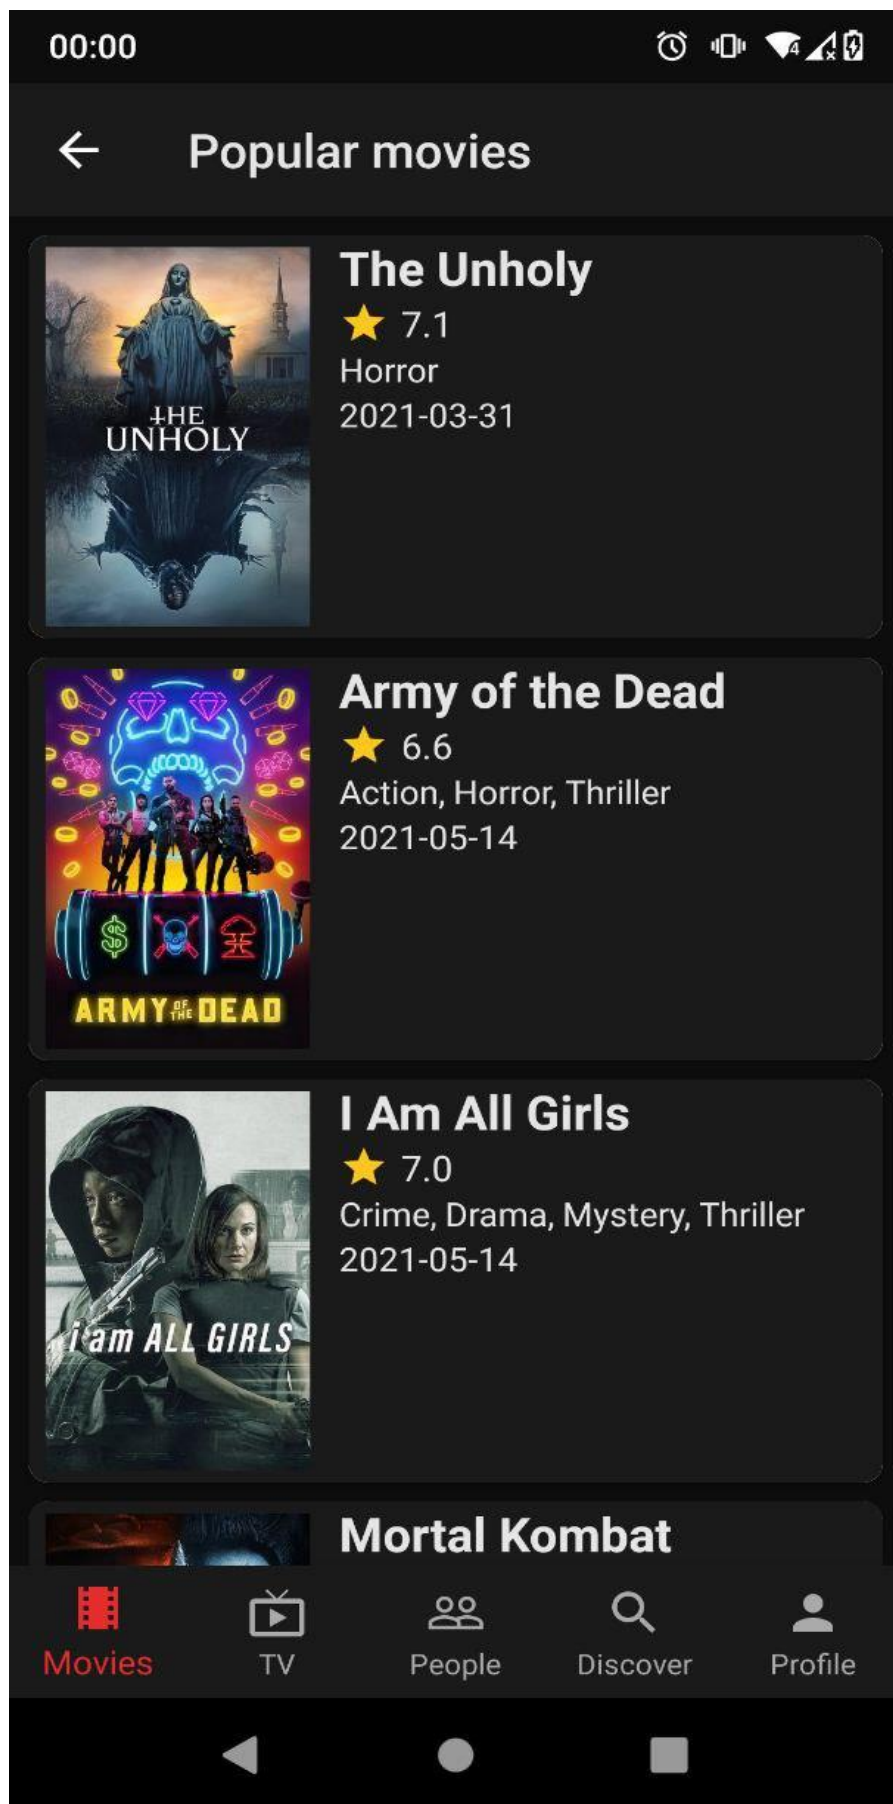 00:00
4
Popular movies
The Unholy
7.1
Horror
2021-03-31
THE
UNHOLY
Army of the Dead
6.6
Action, Horror, Thriller
2021-05-14
$
ARMY OF THE DEAD
I Am All Girls
7.0
Crime, Drama, Mystery, Thriller
2021-05-14
i am ALL GIRLS
Mortal Kombat
Movies
TV
People
Discover
Profile